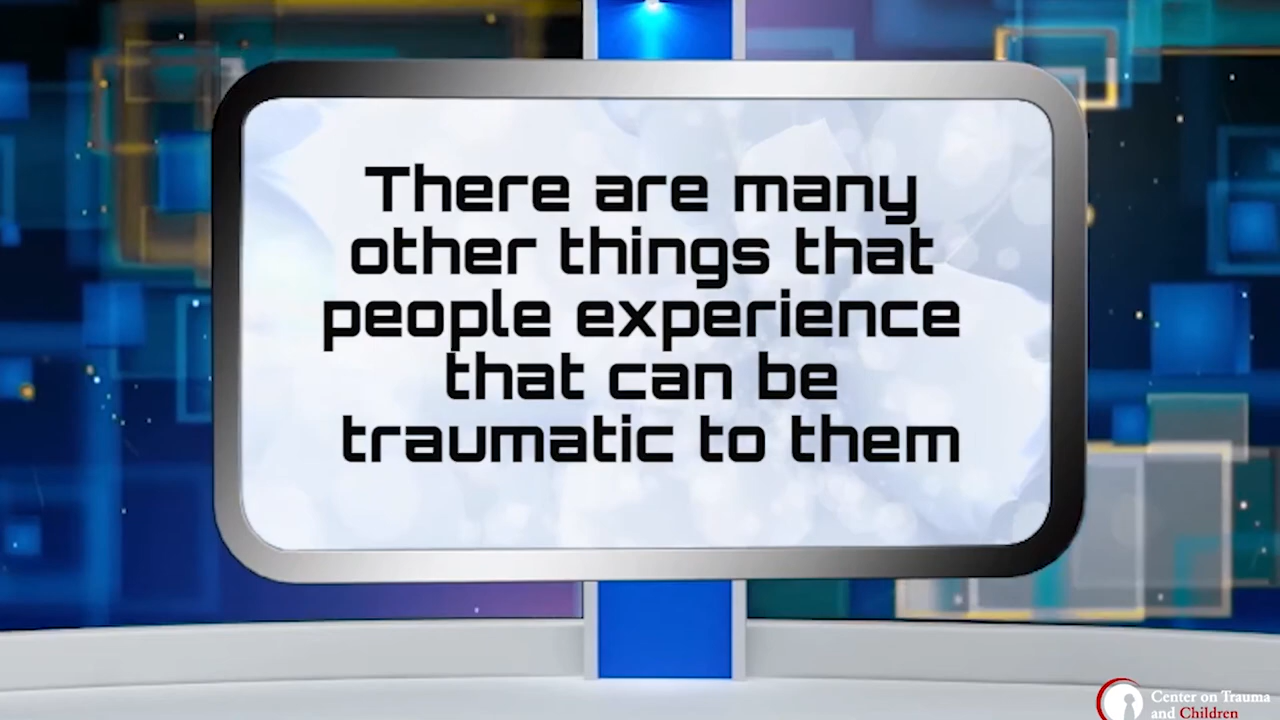 There are many
other things that
people experience
that can be
traumatic to them
Center on Trauma
and Children